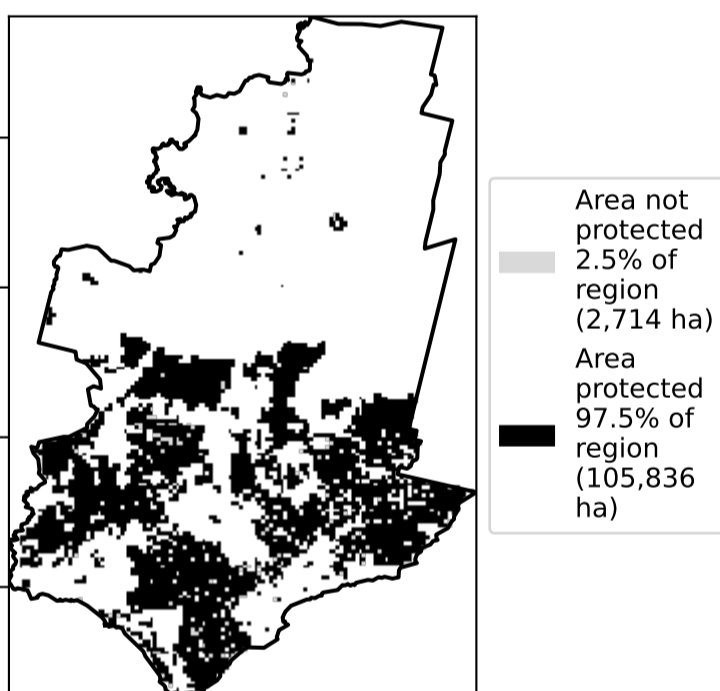 Area not
protected
2.5% of
region
(2,714 ha)
Area
protected
97.5% of
region
(105,836
ha)